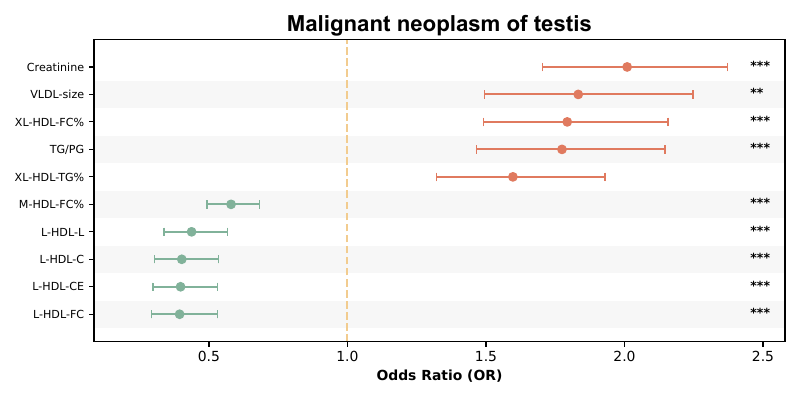 Malignant neoplasm of testis
Creatinine ***
VLDL-size **
XL-HDL-FC% ***
TG/PG ***
XL-HDL-TG%
M-HDL-FC% ***
L-HDL-L ***
L-HDL-C ***
L-HDL-CE ***
L-HDL-FC ***
0.5 1.0 1.5 2.0 2.5
Odds Ratio (OR)